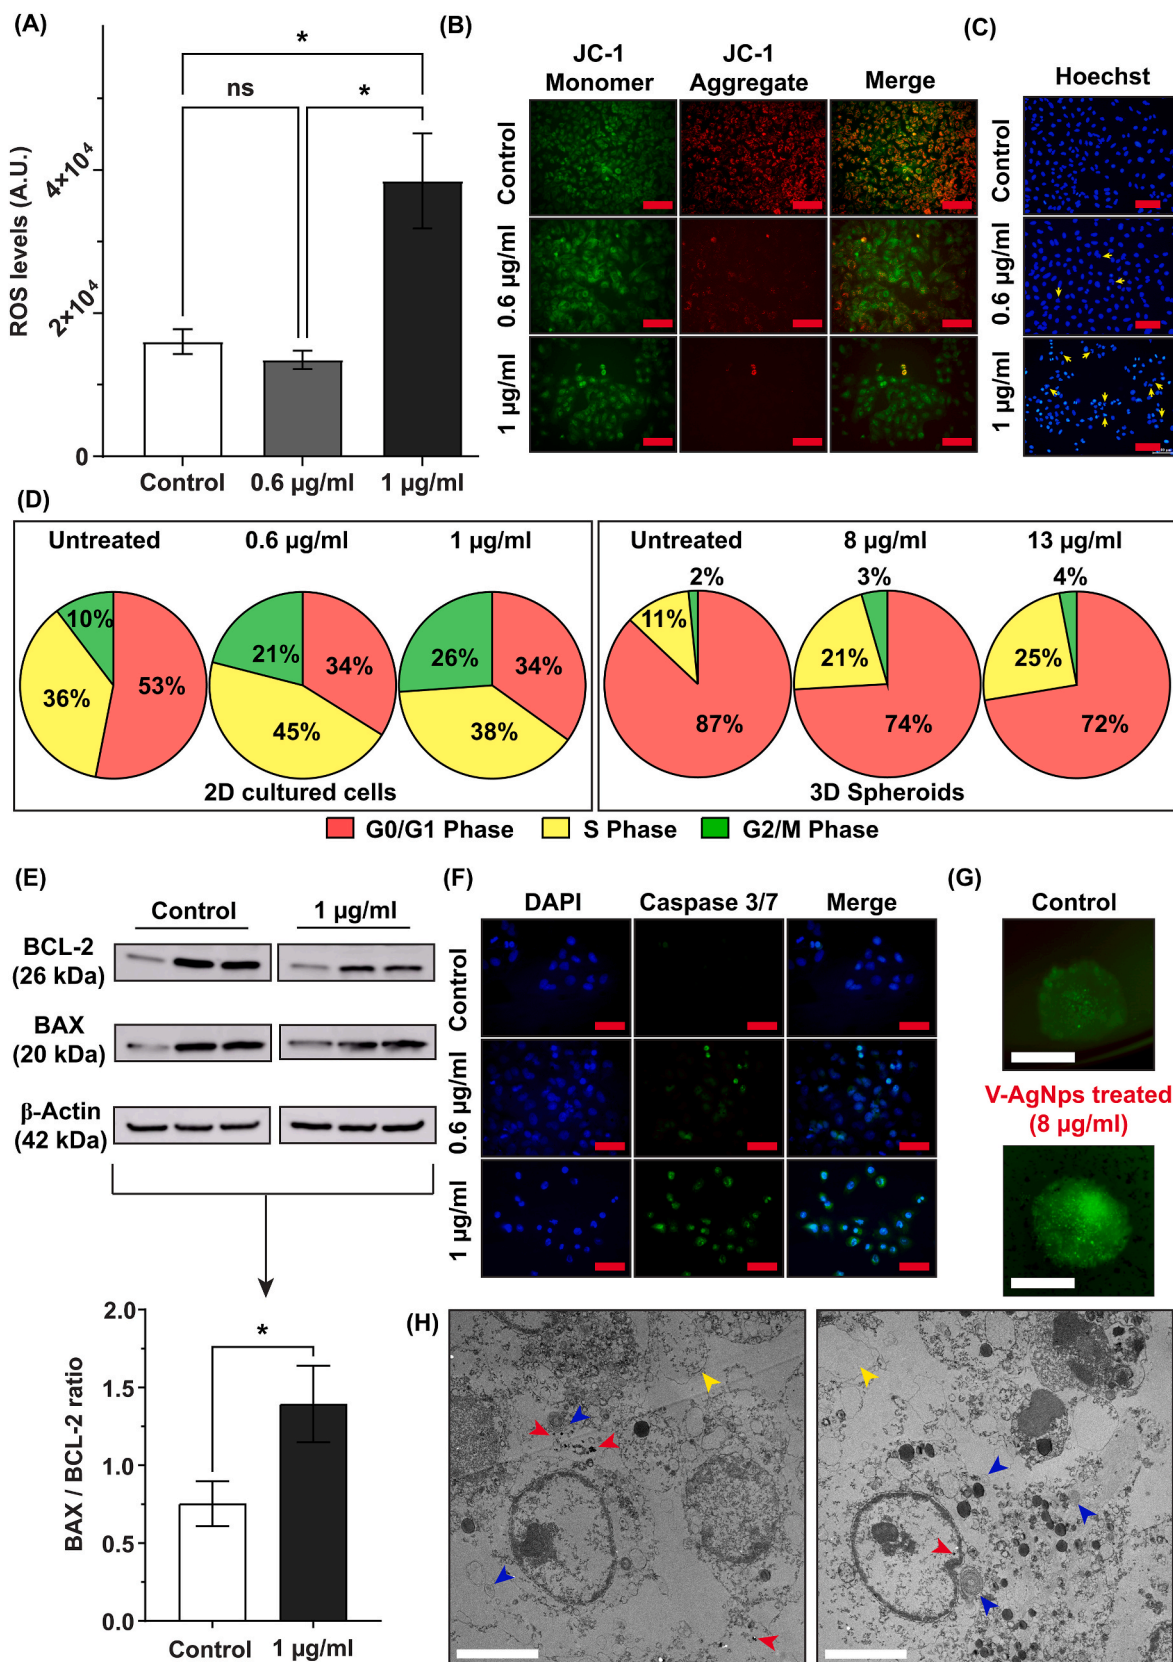 (A)
ROS levels (A.U.)
4×10⁴
2×10⁴
0
*
ns
*
Control
0.6 µg/ml
1 µg/ml
(B)
JC-1 Monomer
JC-1 Aggregate
Merge
Control
0.6 µg/ml
1 µg/ml
(C)
Hoechst
Control
0.6 µg/ml
1 µg/ml
(D)
Untreated
0.6 µg/ml
1 µg/ml
10%
36%
53%
21%
34%
45%
26%
34%
38%
2D cultured cells
Untreated
8 µg/ml
13 µg/ml
2%
11%
87%
3%
21%
74%
4%
25%
72%
3D Spheroids
G0/G1 Phase
S Phase
G2/M Phase
(E)
Control
1 µg/ml
BCL-2
(26 kDa)
BAX
(20 kDa)
β-Actin
(42 kDa)
BAX / BCL-2 ratio
2.0
1.5
1.0
0.5
0.0
*
Control
1 µg/ml
(F)
DAPI
Caspase 3/7
Merge
Control
0.6 µg/ml
1 µg/ml
(G)
Control
V-AgNps treated
(8 µg/ml)
(H)